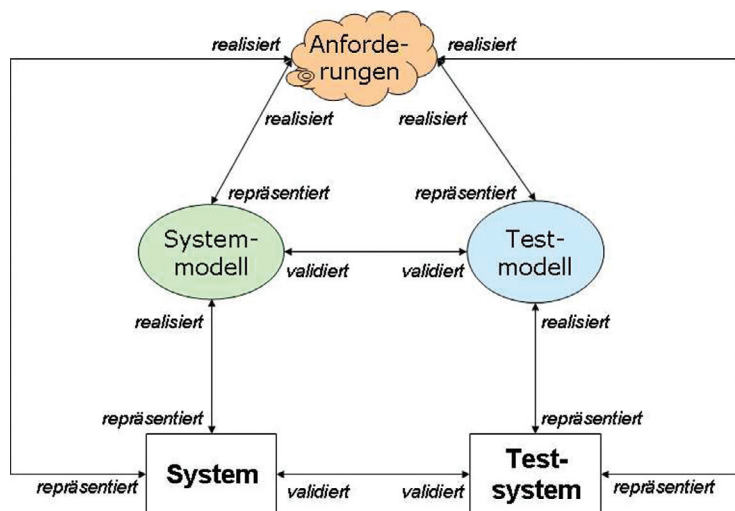 realisiert
Anforde-
rungen
realisiert
realisiert
realisiert
repräsentiert
repräsentiert
System-
modell
Test-
modell
validiert
validiert
realisiert
realisiert
repräsentiert
repräsentiert
System
Test-
system
repräsentiert
validiert
validiert
repräsentiert